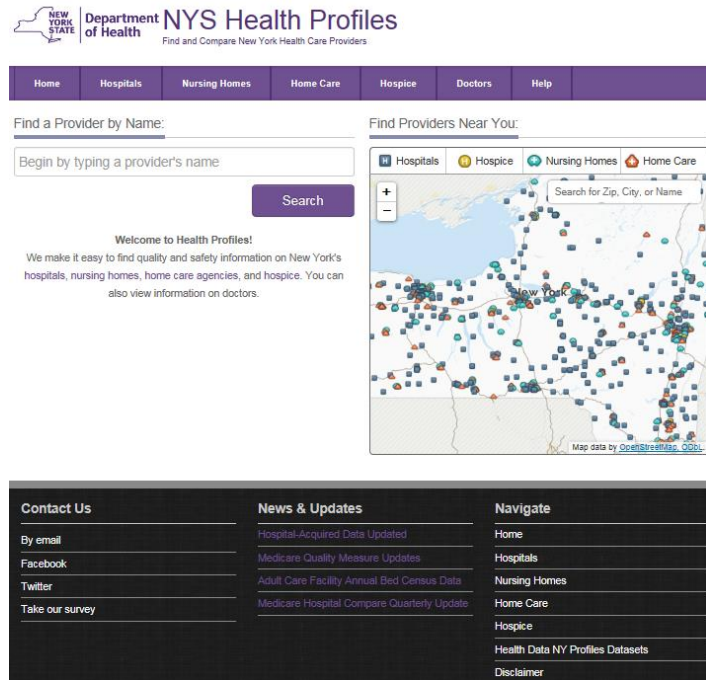 NEW
YORK
STATE
Department
of Health
NYS Health Profiles
Find and Compare New York Health Care Providers
Home
Hospitals
Nursing Homes
Home Care
Hospice
Doctors
Help
Find a Provider by Name:
Begin by typing a provider's name
Search
Welcome to Health Profiles!
We make it easy to find quality and safety information on New York's
hospitals, nursing homes, home care agencies, and hospice. You can
also view information on doctors.
Find Providers Near You:
H Hospitals
H Hospice
Nursing Homes
Home Care
+
−
Search for Zip, City, or Name
New York
Map data by OpenStreetMap, ODbL.
Contact Us
By email
Facebook
Twitter
Take our survey
News & Updates
Hospital-Acquired Data Updated
Medicare Quality Measure Updates
Adult Care Facility Annual Bed Census Data
Medicare Hospital Compare Quarterly Update
Navigate
Home
Hospitals
Nursing Homes
Home Care
Hospice
Health Data NY Profiles Datasets
Disclaimer